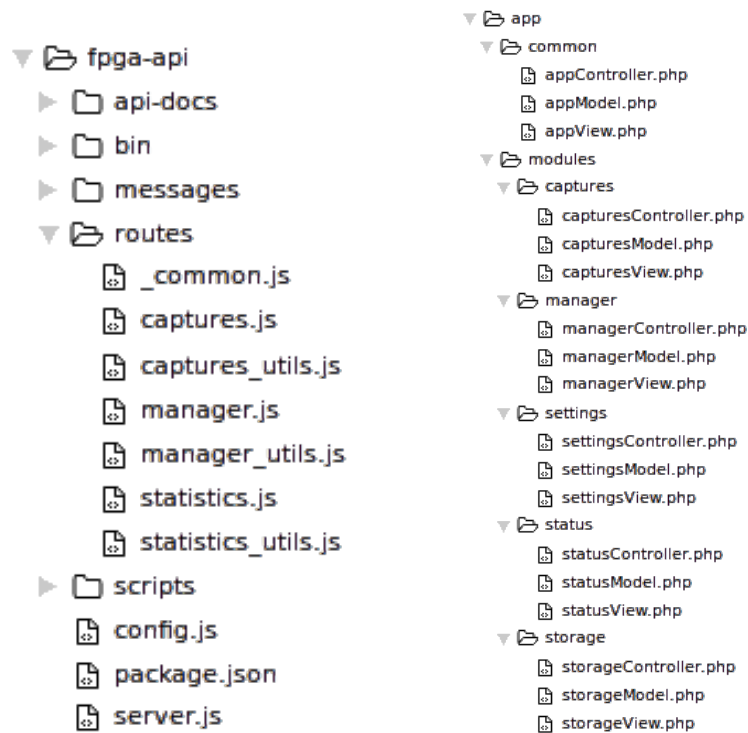 fpga-api
api-docs
bin
messages
routes
_common.js
captures.js
captures_utils.js
manager.js
manager_utils.js
statistics.js
statistics_utils.js
scripts
config.js
package.json
server.js
app
common
appController.php
appModel.php
appView.php
modules
captures
capturesController.php
capturesModel.php
capturesView.php
manager
managerController.php
managerModel.php
managerView.php
settings
settingsController.php
settingsModel.php
settingsView.php
status
statusController.php
statusModel.php
statusView.php
storage
storageController.php
storageModel.php
storageView.php